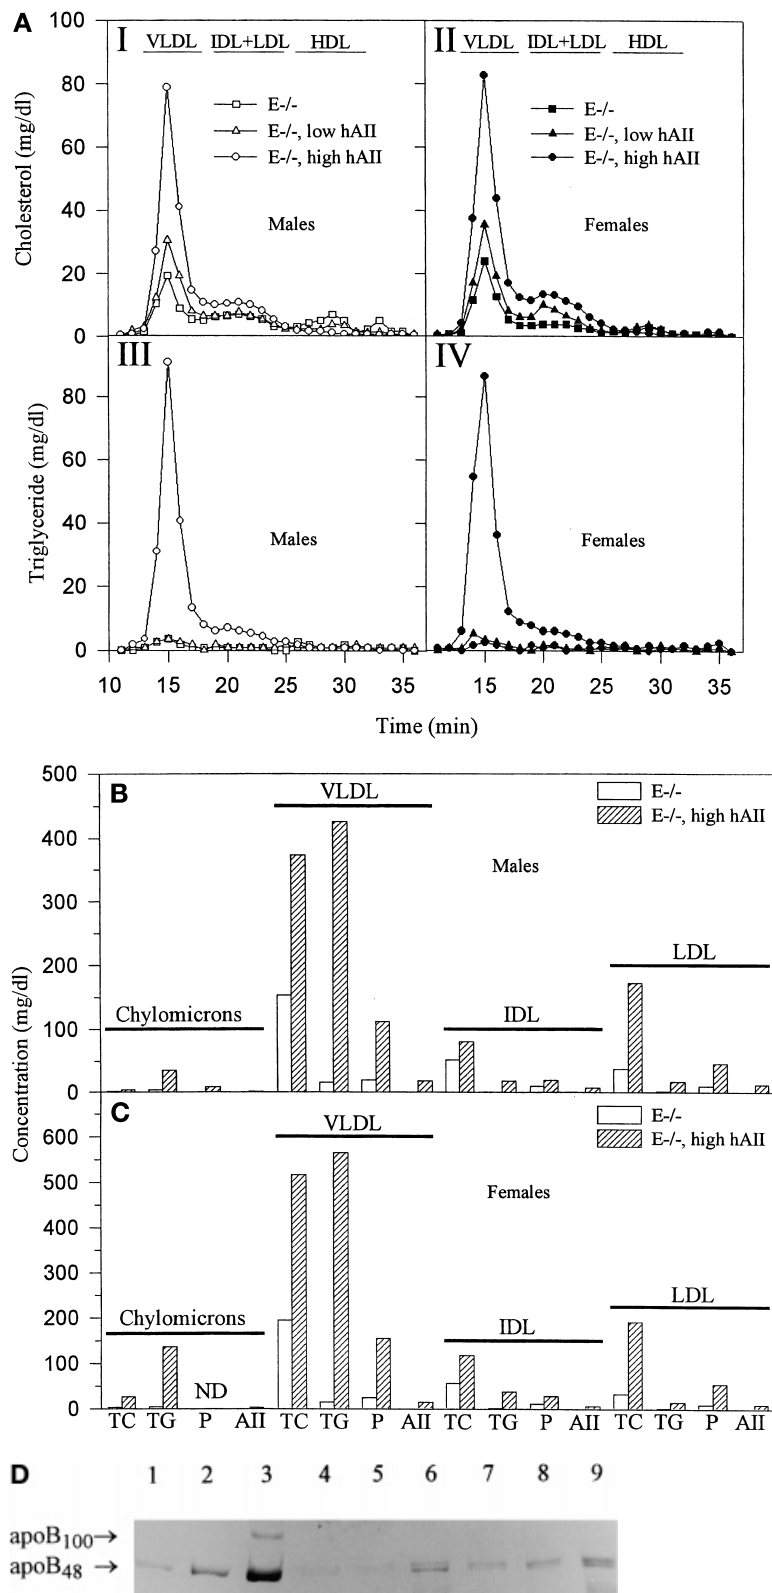 A
100
80
60
40
20
0
Cholesterol (mg/dl)
I
VLDL
IDL+LDL
HDL
E-/-
E-/-, low hAII
E-/-, high hAII
Males
II
VLDL
IDL+LDL
HDL
E-/-
E-/-, low hAII
E-/-, high hAII
Females
III
80
60
40
20
0
Triglyceride (mg/dl)
Males
IV
Females
10 15 20 25 30 35
15 20 25 30 35
Time (min)
Concentration (mg/dl)
B
500
400
300
200
100
0
Chylomicrons
VLDL
IDL
LDL
E-/-
E-/-, high hAII
Males
C
600
500
400
300
200
100
0
Chylomicrons
VLDL
IDL
LDL
E-/-
E-/-, high hAII
Females
ND
TC TG P AII TC TG P AII TC TG P AII TC TG P AII
D
1 2 3 4 5 6 7 8 9
apoB100→
apoB48 →